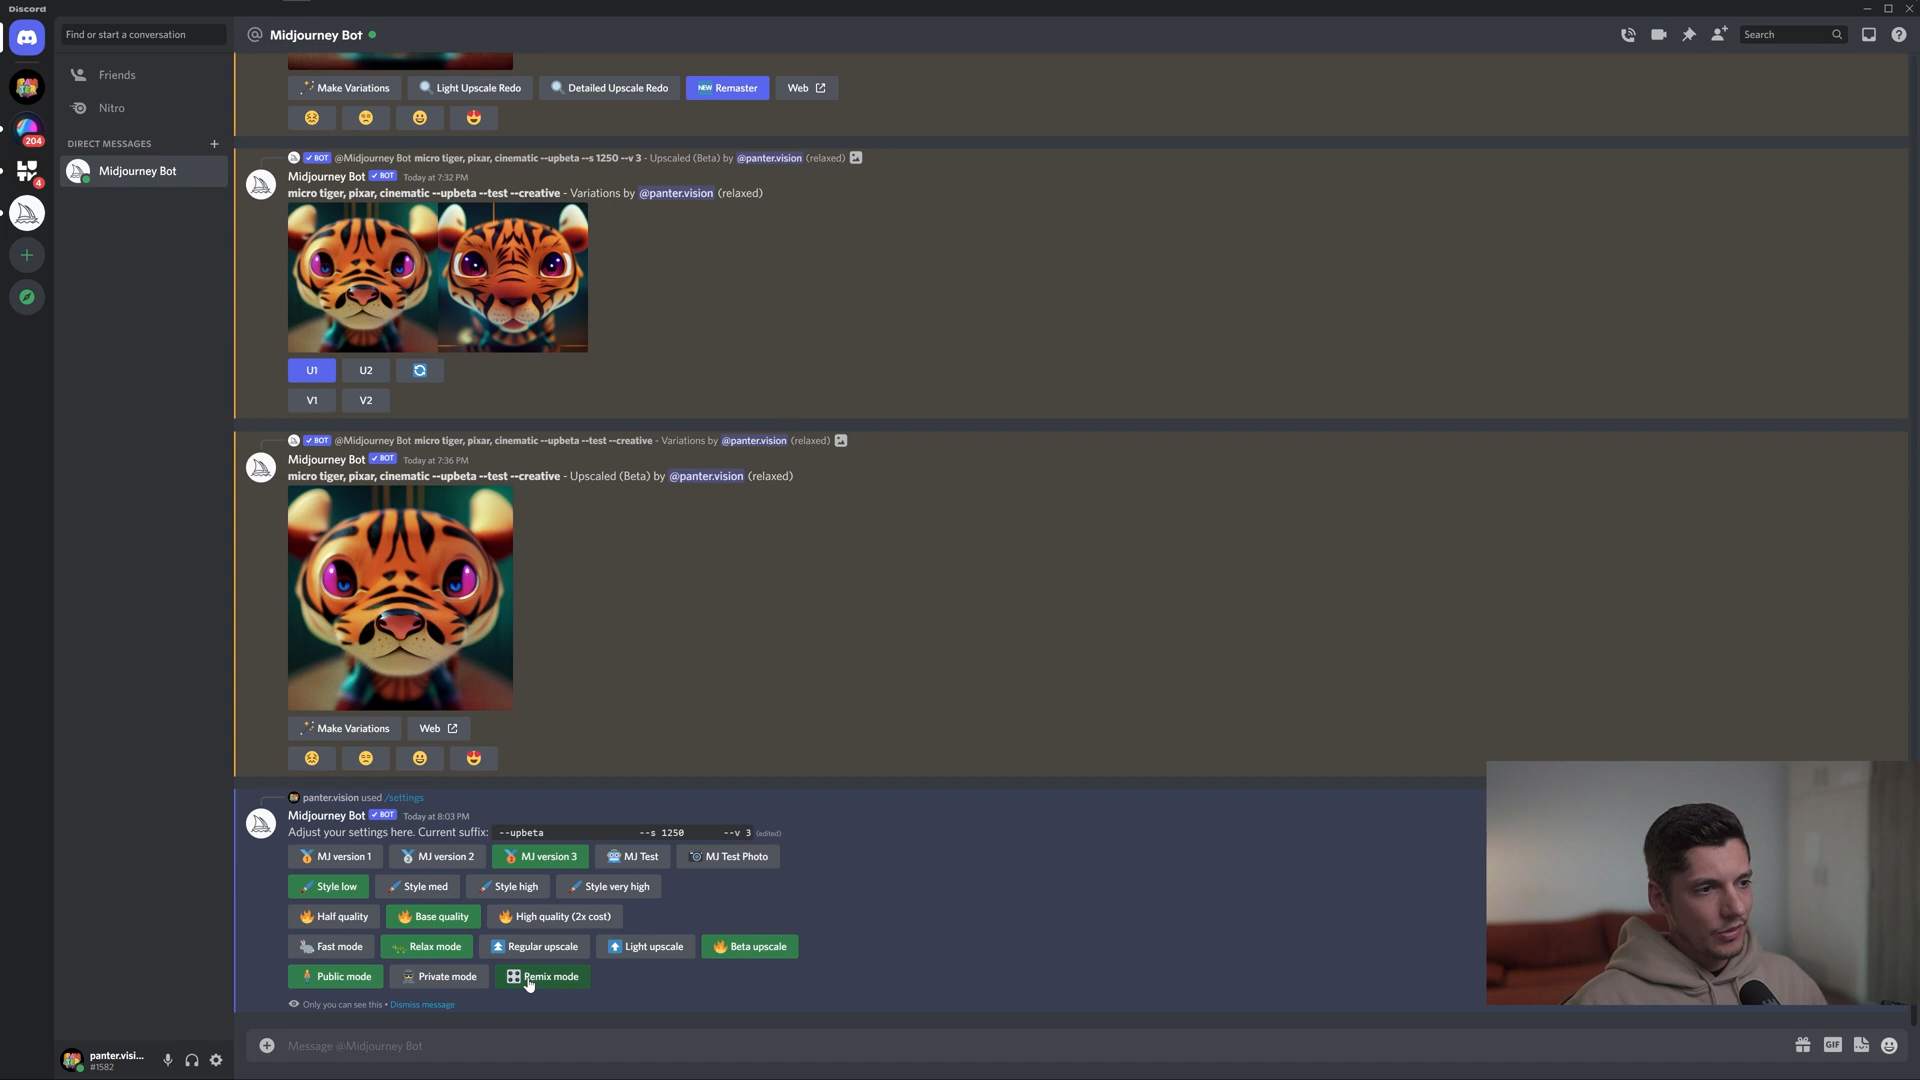 Discord
Find or start a conversation
Midjourney Bot
Search
Friends
Nitro
DIRECT MESSAGES
Midjourney Bot
204
4
Make Variations
Light Upscale Redo
Detailed Upscale Redo
NEW Remaster
Web
BOT @Midjourney Bot micro tiger, pixar, cinematic --upbeta --s 1250 --v 3 - Upscaled (Beta) by @panter.vision (relaxed)
Midjourney Bot BOT Today at 7:32 PM
micro tiger, pixar, cinematic --upbeta --test --creative - Variations by @panter.vision (relaxed)
U1 U2
V1 V2
BOT @Midjourney Bot micro tiger, pixar, cinematic --upbeta --test --creative - Variations by @panter.vision (relaxed)
Midjourney Bot BOT Today at 7:36 PM
micro tiger, pixar, cinematic --upbeta --test --creative - Upscaled (Beta) by @panter.vision (relaxed)
Make Variations Web
panter.vision used /settings
Midjourney Bot BOT Today at 8:03 PM
Adjust your settings here. Current suffix: --upbeta --s 1250 --v 3 (edited)
MJ version 1 MJ version 2 MJ version 3 MJ Test MJ Test Photo
Style low Style med Style high Style very high
Half quality Base quality High quality (2x cost)
Fast mode Relax mode Regular upscale Light upscale Beta upscale
Public mode Private mode Remix mode
Only you can see this • Dismiss message
Message @Midjourney Bot
GIF
panter.visi...
#1582